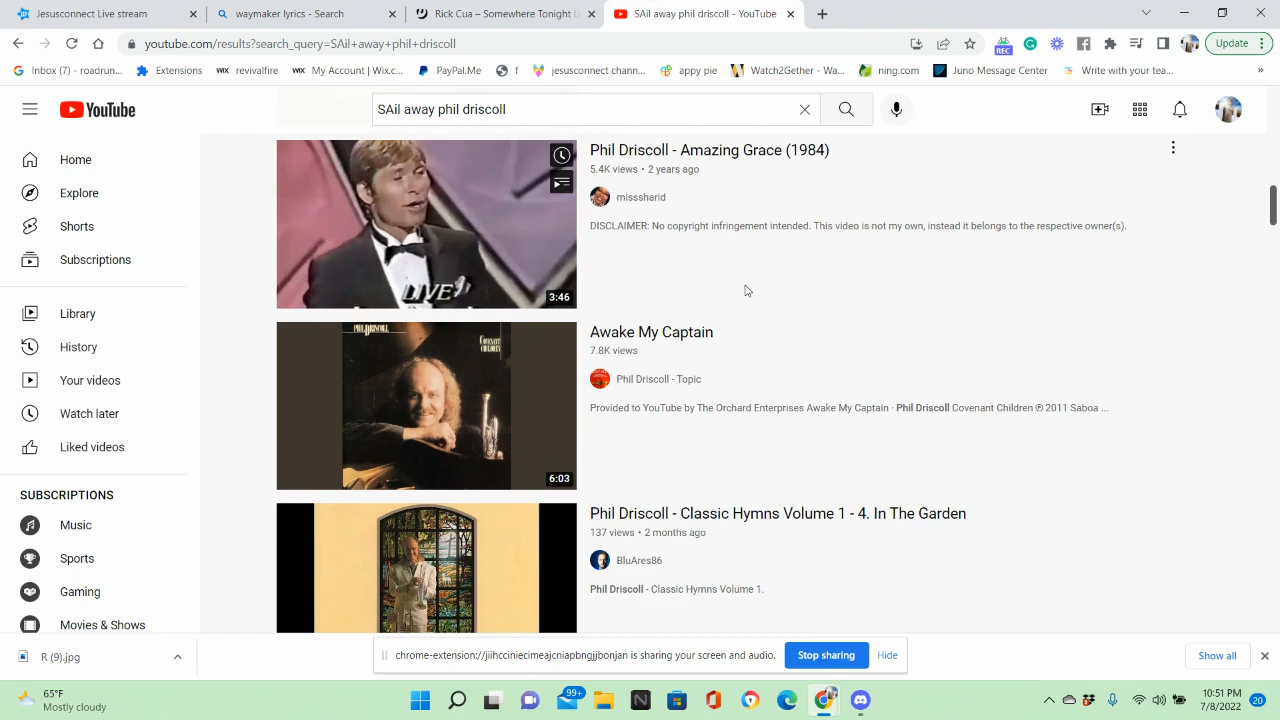 Jesusconnect Live stream
waymaker lyrics - Search
Rick Cua – Somewhere Tonight L
SAil away phil driscoll - YouTube
youtube.com/results?search_query=SAil+away+phil+driscoll
REC
Update
Inbox (7) - roadrun...
Extensions
WIX rivalfire
WIX My Account | Wix.c...
PayPal.Me
f
jesusconnect chann...
appy pie
Watch2Gether - Wa...
ning.com
Juno Message Center
Write with your tea...
»
YouTube
SAil away phil driscoll
Home
Explore
Shorts
Subscriptions
Library
History
Your videos
Watch later
Liked videos
SUBSCRIPTIONS
Music
Sports
Gaming
Movies & Shows
LIVE
3:46
Phil Driscoll - Amazing Grace (1984)
5.4K views • 2 years ago
misssharid
DISCLAIMER: No copyright infringement intended. This video is not my own, instead it belongs to the respective owner(s).
PHIL DRISCOLL
COVENANT
CHILDREN
6:03
Awake My Captain
7.8K views
Phil Driscoll - Topic
Provided to YouTube by The Orchard Enterprises Awake My Captain · Phil Driscoll Covenant Children ℗ 2011 Saboa ...
Phil Driscoll - Classic Hymns Volume 1 - 4. In The Garden
137 views • 2 months ago
BluAres86
Phil Driscoll - Classic Hymns Volume 1.
R (9).jpg
chrome-extension://jiihcciniecimeajcniapbngjjbonjan is sharing your screen and audio.
Stop sharing
Hide
Show all
65°F
Mostly cloudy
99+
10:51 PM
7/8/2022
20